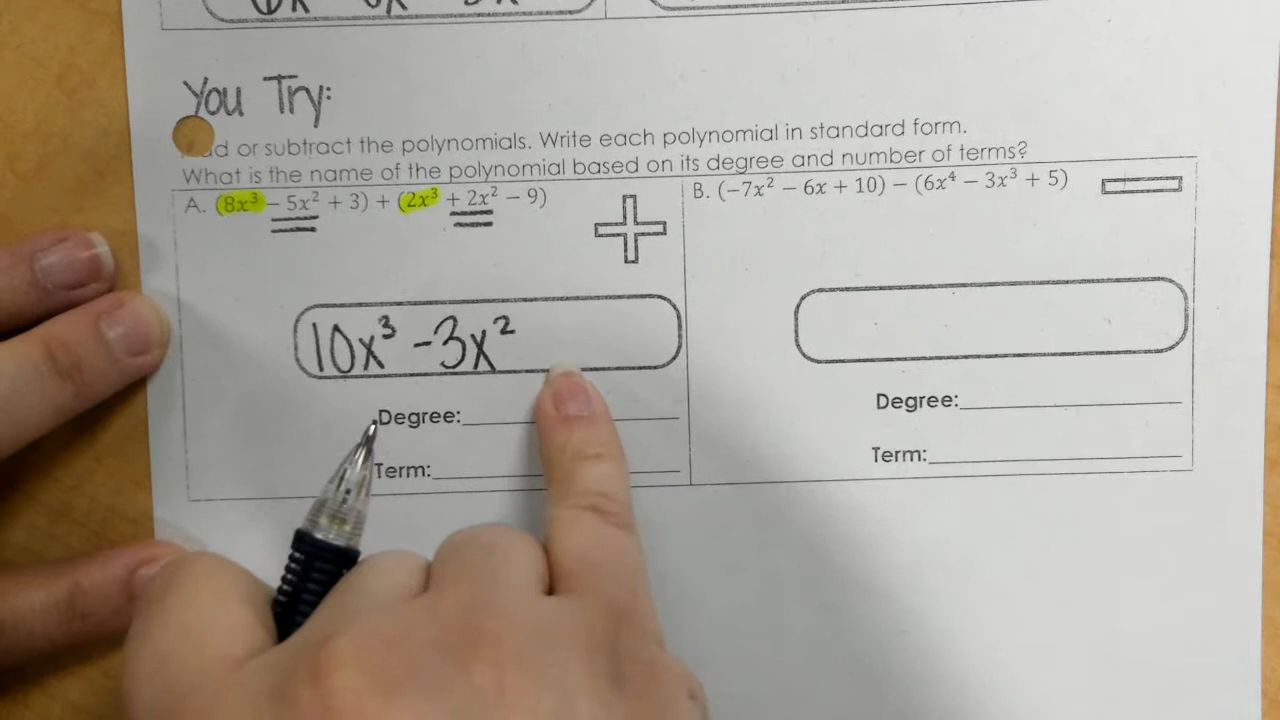 You Try:
or subtract the polynomials. Write each polynomial in standard form.
What is the name of the polynomial based on its degree and number of terms?
A. (8x³ − 5x² + 3) + (2x³ + 2x² − 9)
B. (−7x² − 6x + 10) − (6x⁴ − 3x³ + 5)
10x³ -3x²
Degree:
Term:
Degree:
Term: